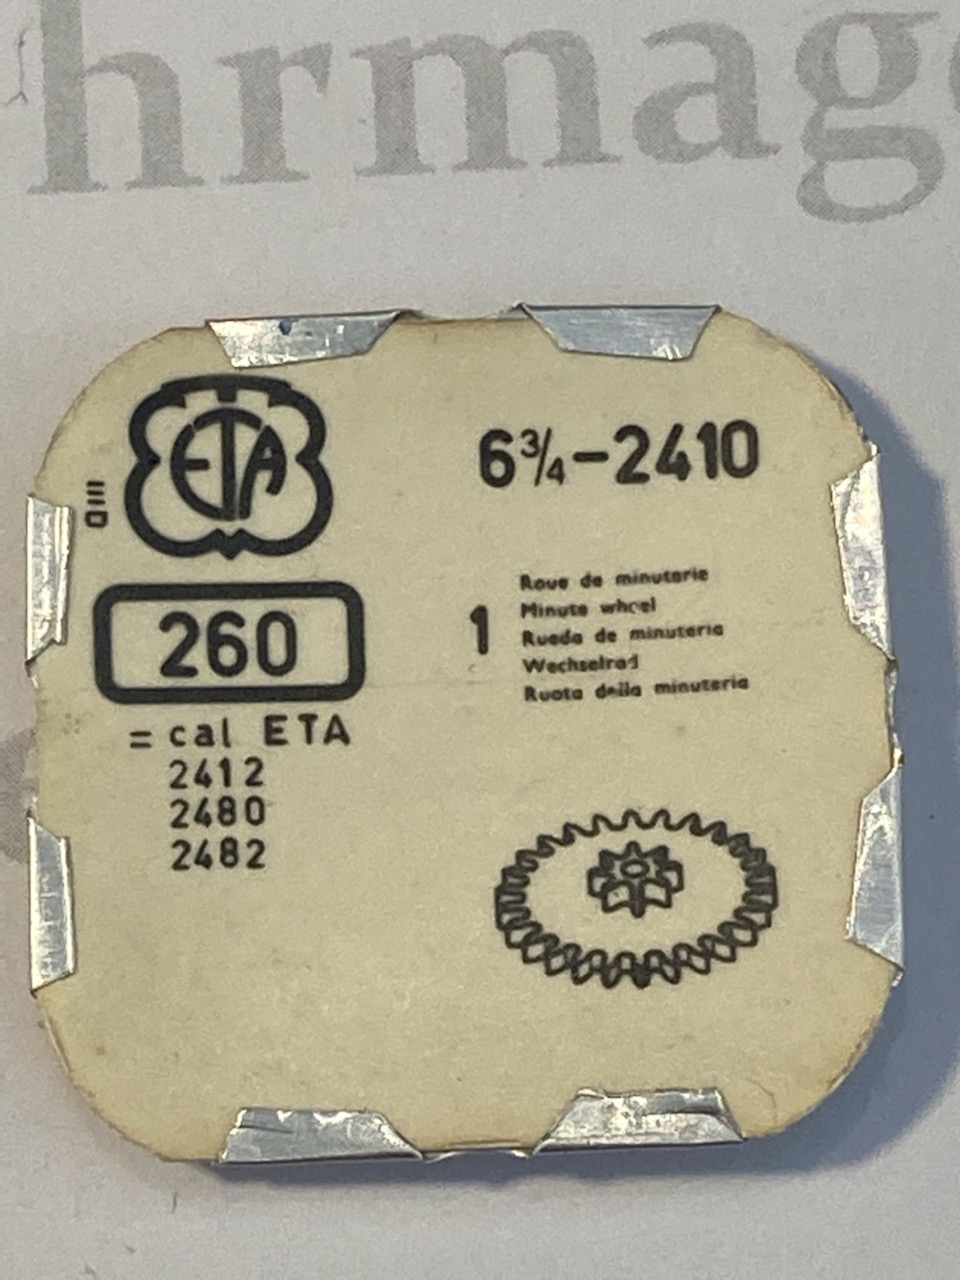 hrmag
ETA
6¾-2410
260
1
Roue de minuterie
Minute wheel
Rueda de minuteria
Wechselrad
Ruota della minuteria
= cal ETA
2412
2480
2482